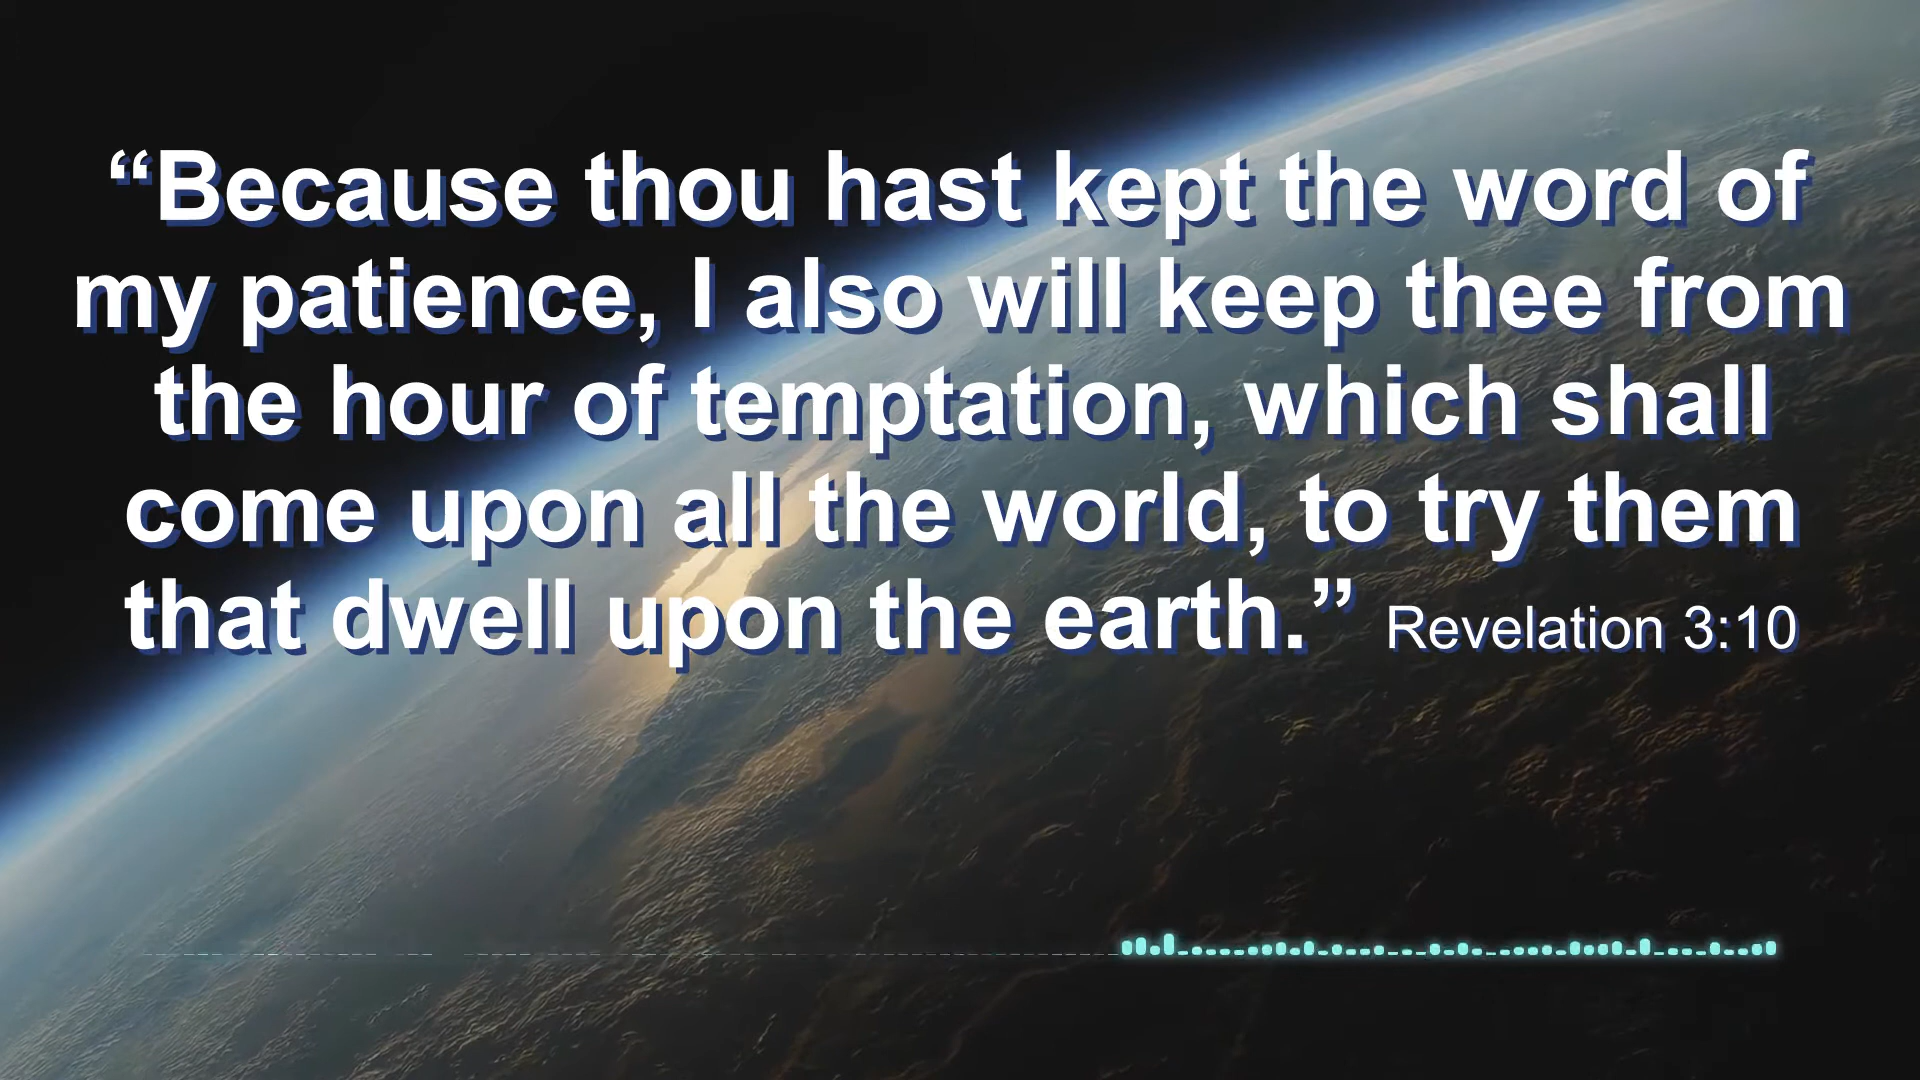 “Because thou hast kept the word of
my patience, I also will keep thee from
the hour of temptation, which shall
come upon all the world, to try them
that dwell upon the earth.” Revelation 3:10